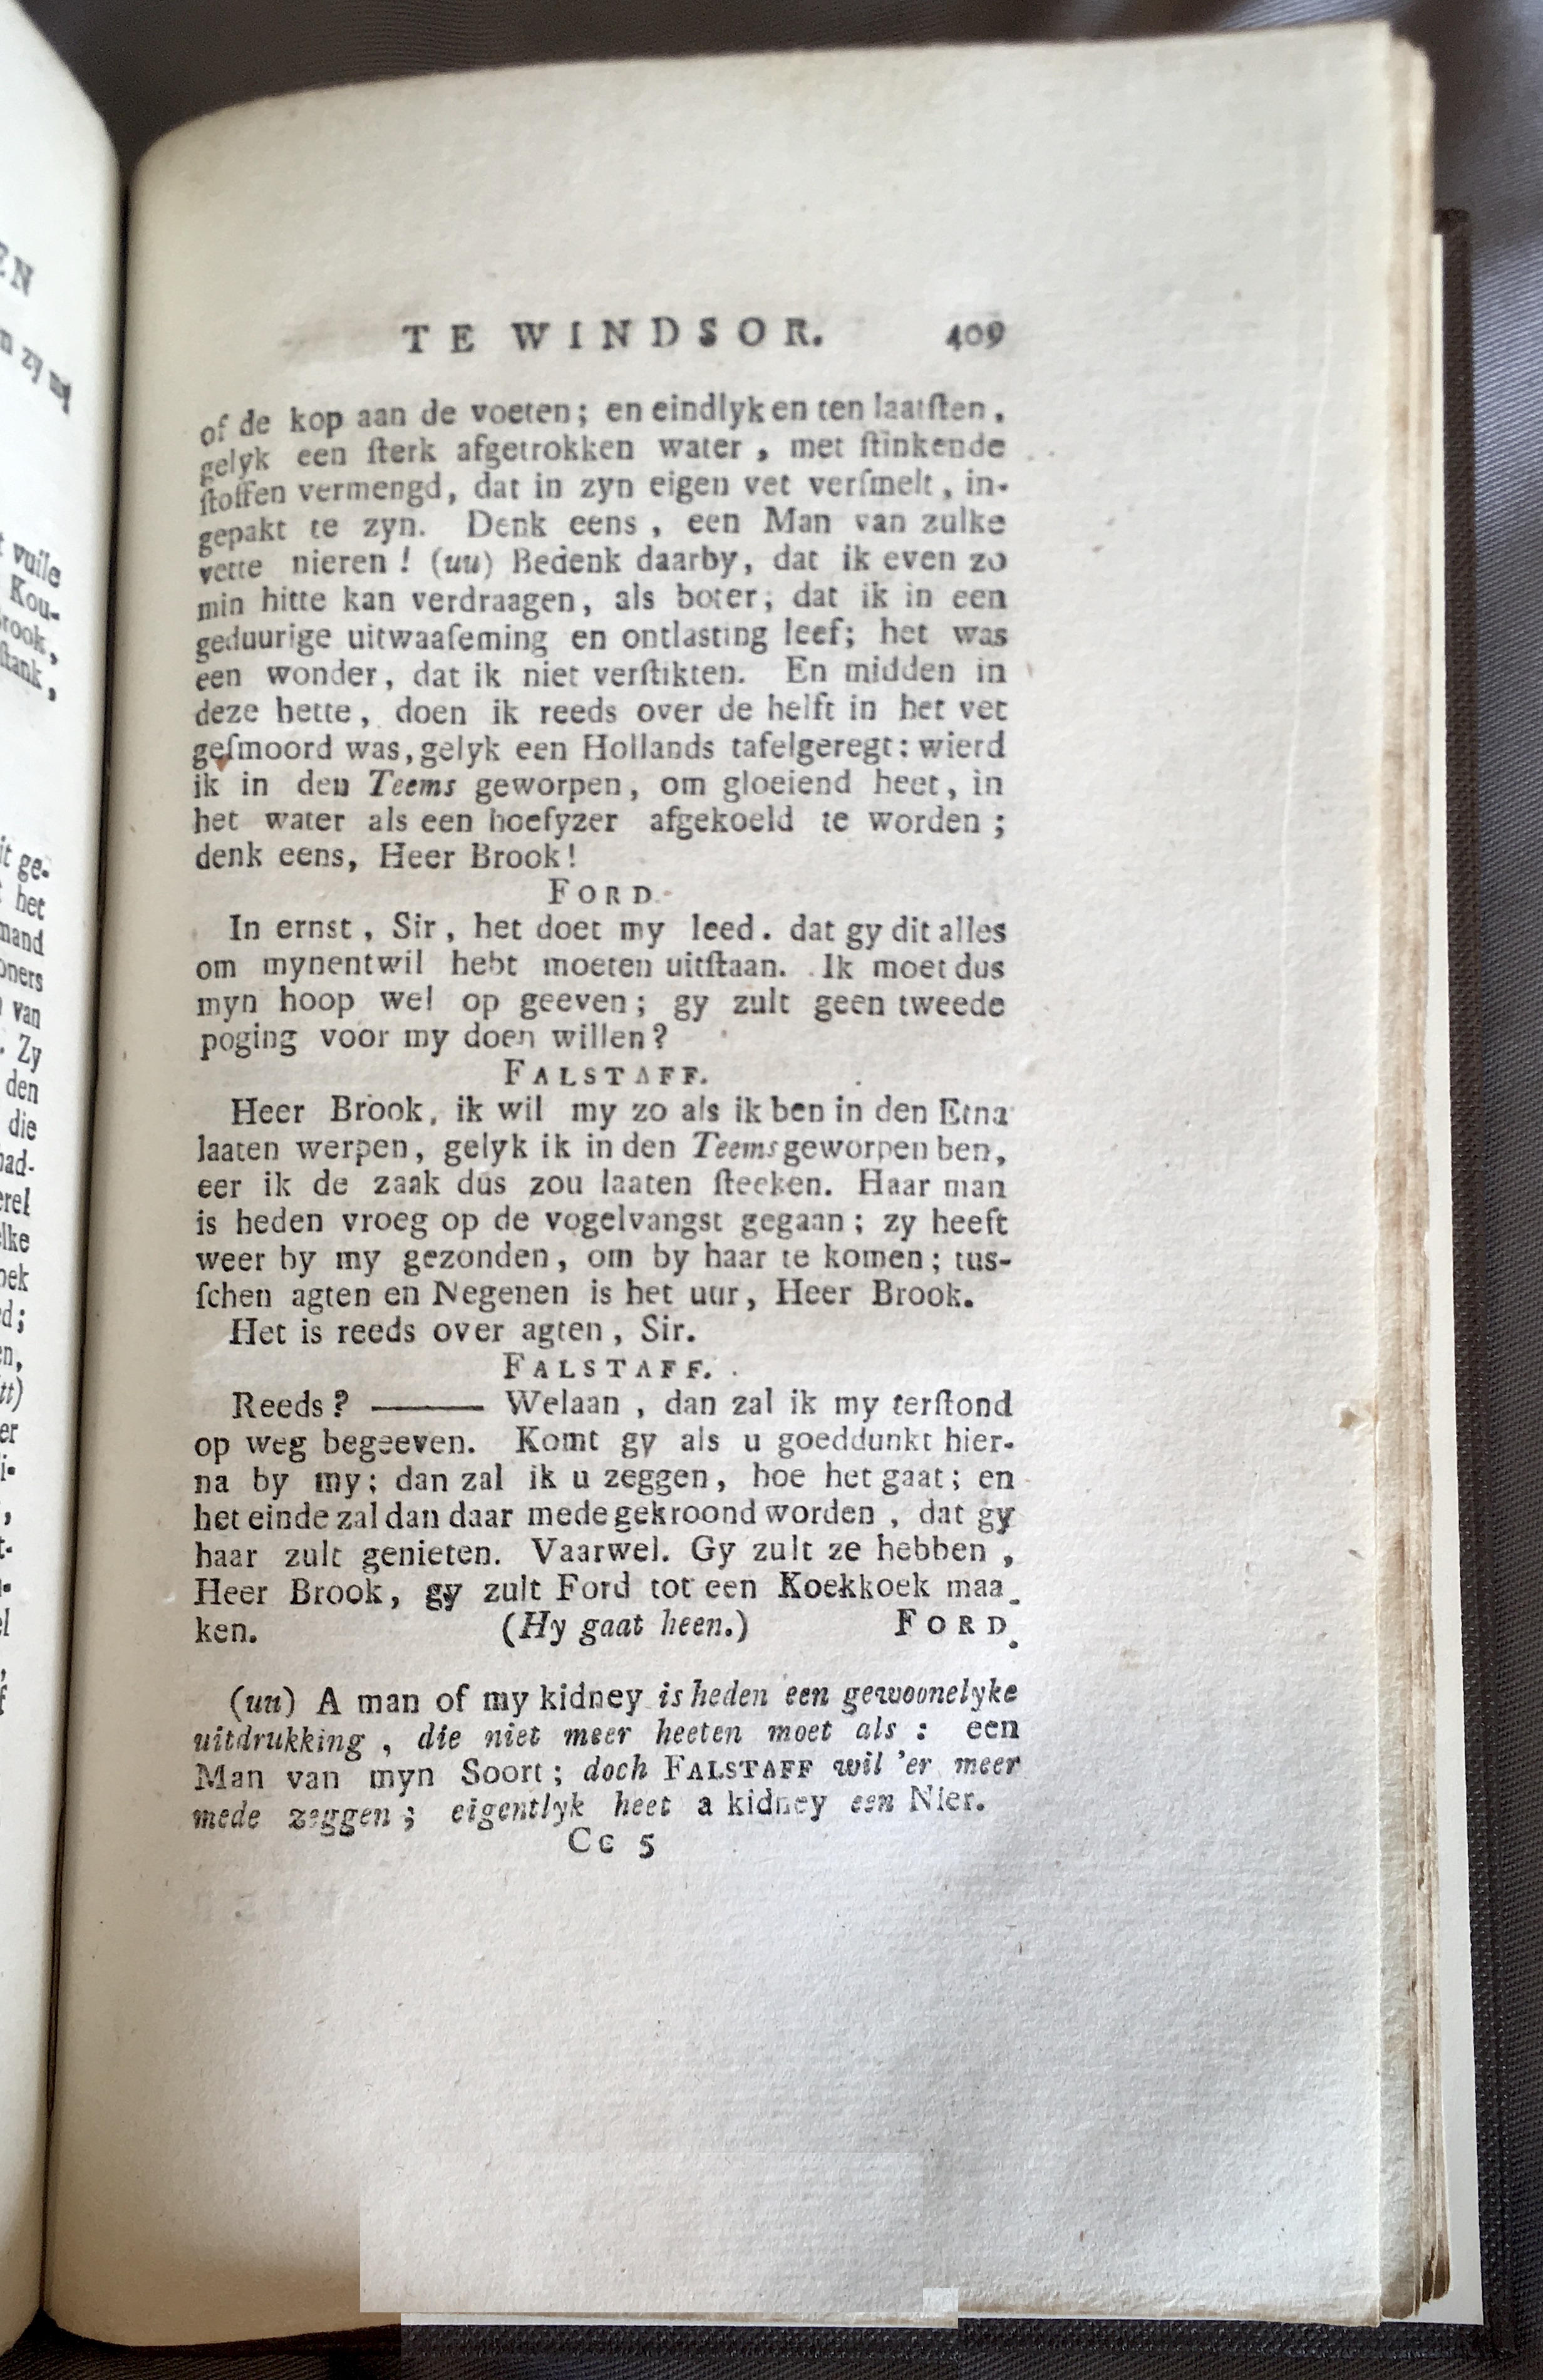 TE WINDSOR. 409
of de kop aan de voeten; en eindlyk en ten laatſten,
gelyk een ſterk afgetrokken water, met ſtinkende
ſtoffen vermengd, dat in zyn eigen vet verſmelt, in-
gepakt te zyn. Denk eens, een Man van zulke
vette nieren! (uu) Bedenk daarby, dat ik even zo
min hitte kan verdraagen, als boter; dat ik in een
geduurige uitwaaſeming en ontlasting leef; het was
een wonder, dat ik niet verſtikten. En midden in
deze hette, doen ik reeds over de helft in het vet
geſmoord was, gelyk een Hollands tafelgeregt: wierd
ik in den Teems geworpen, om gloeiend heet, in
het water als een hoefyzer afgekoeld te worden;
denk eens, Heer Brook!
FORD.
In ernst, Sir, het doet my leed. dat gy dit alles
om mynentwil hebt moeten uitſtaan. Ik moet dus
myn hoop wel op geeven; gy zult geen tweede
poging voor my doen willen?
FALSTAFF.
Heer Brook, ik wil my zo als ik ben in den Etna
laaten werpen, gelyk ik in den Teems geworpen ben,
eer ik de zaak dus zou laaten ſteeken. Haar man
is heden vroeg op de vogelvangst gegaan; zy heeft
weer by my gezonden, om by haar te komen; tus-
ſchen agten en Negenen is het uur, Heer Brook.
Het is reeds over agten, Sir.
FALSTAFF.
Reeds? —— Welaan, dan zal ik my terſtond
op weg begeeven. Komt gy als u goeddunkt hier-
na by my; dan zal ik u zeggen, hoe het gaat; en
het einde zal dan daar mede gekroond worden, dat gy
haar zult genieten. Vaarwel. Gy zult ze hebben,
Heer Brook, gy zult Ford tot een Koekkoek maa-
ken. (Hy gaat heen.) FORD.
(uu) A man of my kidney is heden een gewoonelyke
uitdrukking, die niet meer heeten moet als: een
Man van myn Soort; doch FALSTAFF wil 'er meer
mede zeggen; eigentlyk heet a kidney een Nier.
Cc 5